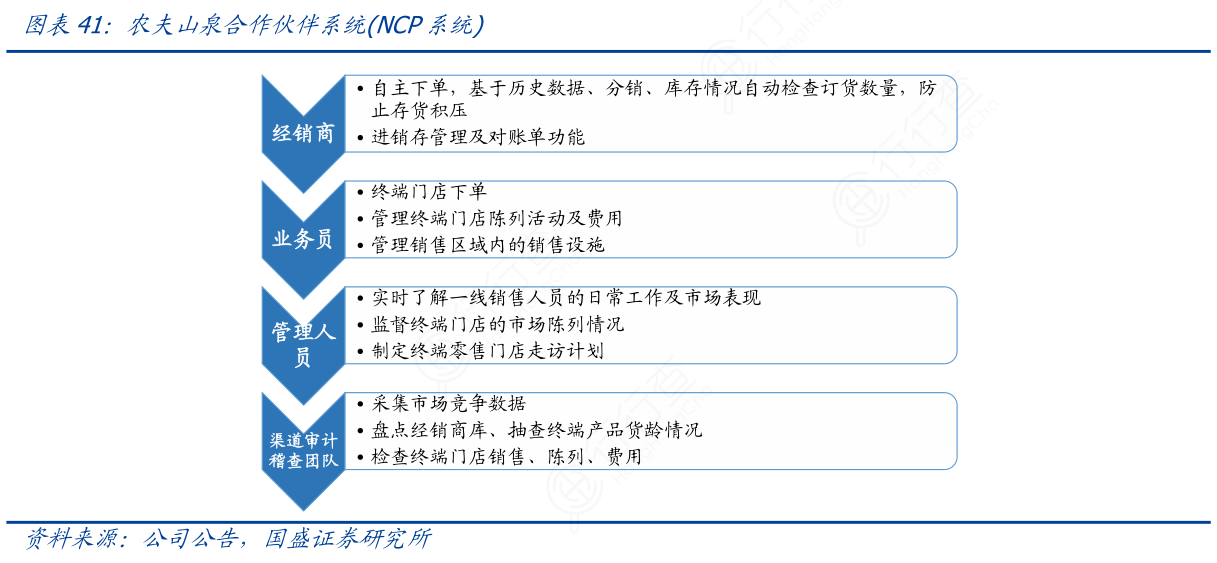 图表 41：农夫山泉合作伙伴系统(NCP 系统)
经销商
• 自主下单，基于历史数据、分销、库存情况自动检查订货数量，防
止存货积压
• 进销存管理及对账单功能
业务员
• 终端门店下单
• 管理终端门店陈列活动及费用
• 管理销售区域内的销售设施
管理人
员
• 实时了解一线销售人员的日常工作及市场表现
• 监督终端门店的市场陈列情况
• 制定终端零售门店走访计划
渠道审计
稽查团队
• 采集市场竞争数据
• 盘点经销商库、抽查终端产品货龄情况
• 检查终端门店销售、陈列、费用
资料来源：公司公告，国盛证券研究所
行行查
行行查
行行查